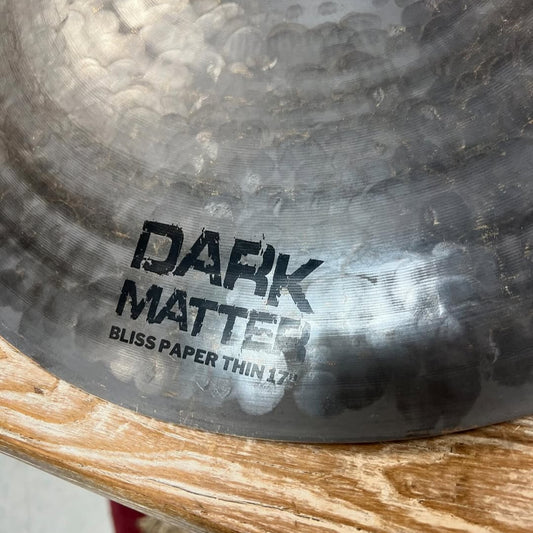 DARK
MATTER
BLISS PAPER THIN 17"